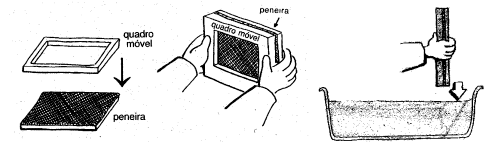 quadro
móvel
peneira
peneira
quadro móvel